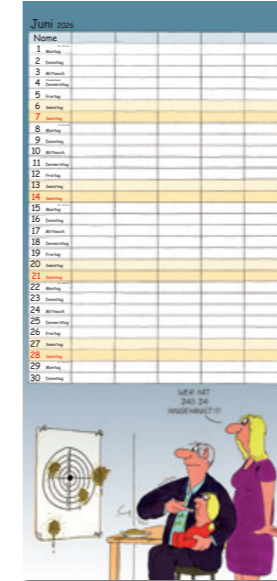 Juni 2026
Name
1 Montag
2 Dienstag
3 Mittwoch
4 Donnerstag
5 Freitag
6 Samstag
7 Sonntag
8 Montag
9 Dienstag
10 Mittwoch
11 Donnerstag
12 Freitag
13 Samstag
14 Sonntag
15 Montag
16 Dienstag
17 Mittwoch
18 Donnerstag
19 Freitag
20 Samstag
21 Sonntag
22 Montag
23 Dienstag
24 Mittwoch
25 Donnerstag
26 Freitag
27 Samstag
28 Sonntag
29 Montag
30 Dienstag
WER HAT
DAS DA
HINGEHÄNGT?!!